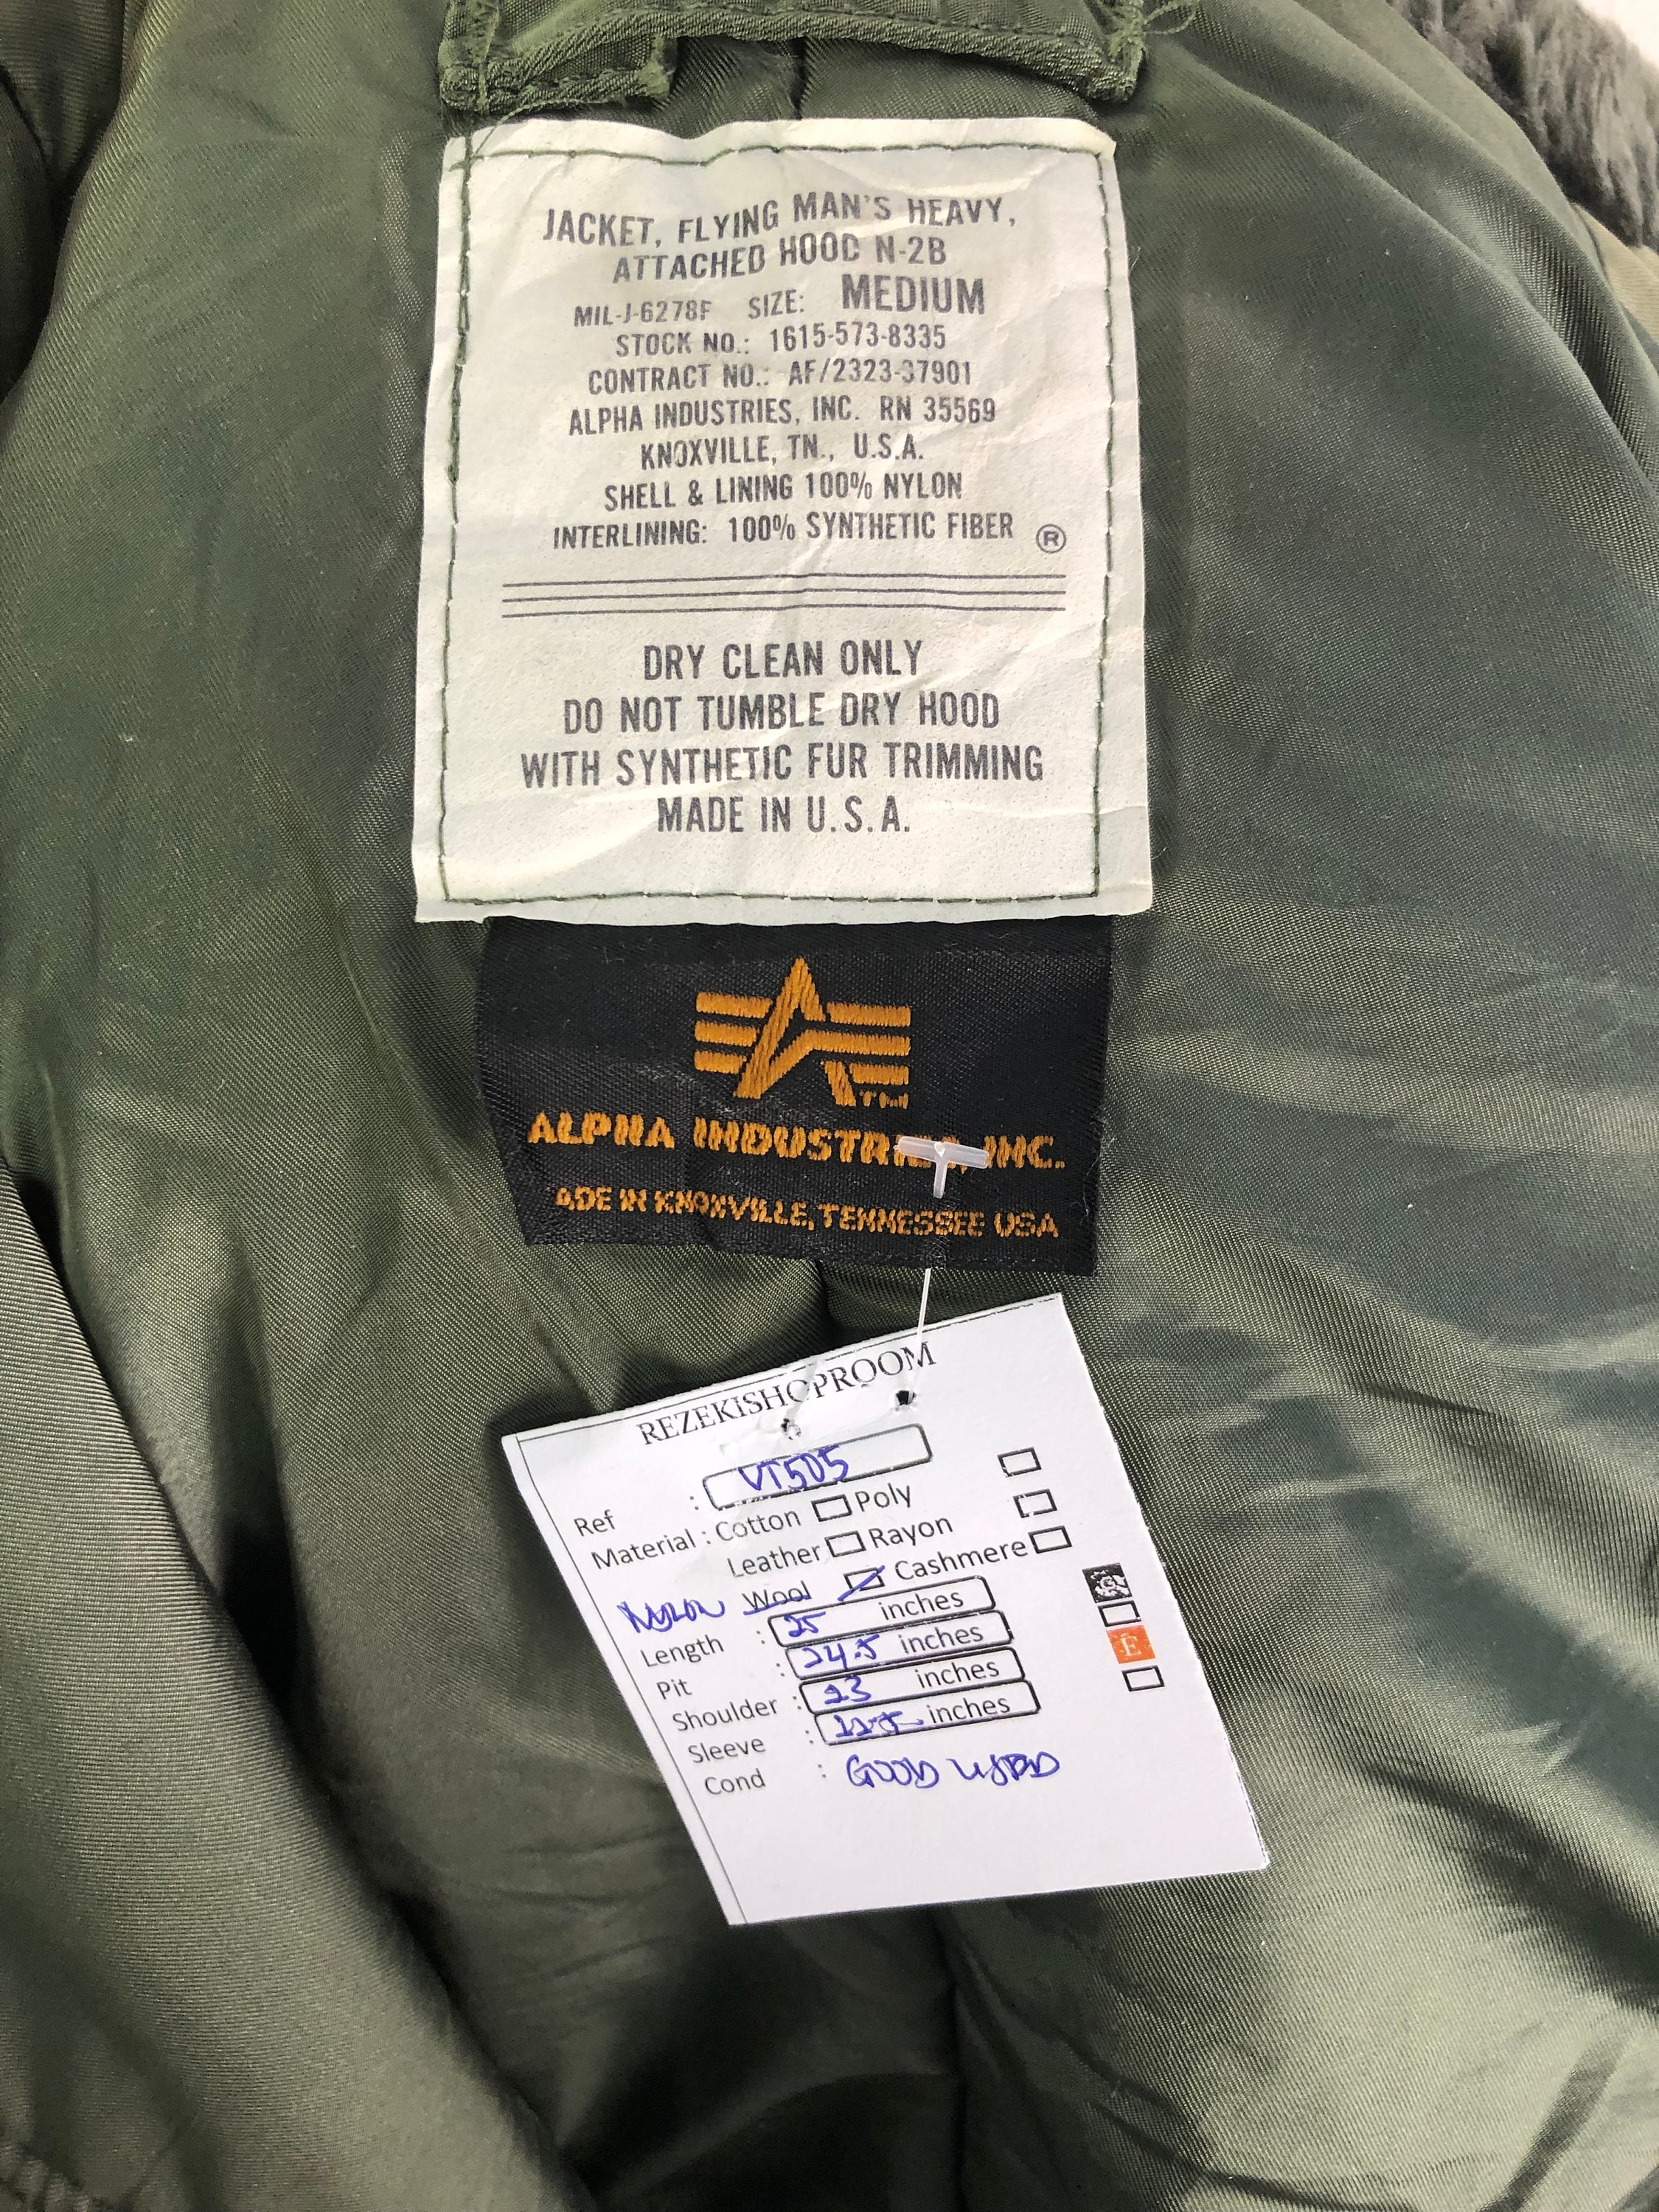 JACKET, FLYING MAN'S HEAVY,
ATTACHED HOOD N-2B
MIL-J-6278F SIZE: MEDIUM
STOCK NO.: 1615-573-8335
CONTRACT NO.: AF/2323-37901
ALPHA INDUSTRIES, INC. RN 35569
KNOXVILLE, TN., U.S.A.
SHELL & LINING 100% NYLON
INTERLINING: 100% SYNTHETIC FIBER ®
DRY CLEAN ONLY
DO NOT TUMBLE DRY HOOD
WITH SYNTHETIC FUR TRIMMING
MADE IN U.S.A.
TM
ALPHA INDUSTRIES, INC.
ADE IN KNOXVILLE, TENNESSEE USA
REZEKISHOPROOM
Ref : VT505
Material : Cotton Poly
Leather Rayon
NYLON Wool Cashmere
Length : 25 inches
Pit : 24.5 inches
Shoulder : 23 inches
Sleeve : inches
Cond : GOOD USED
E